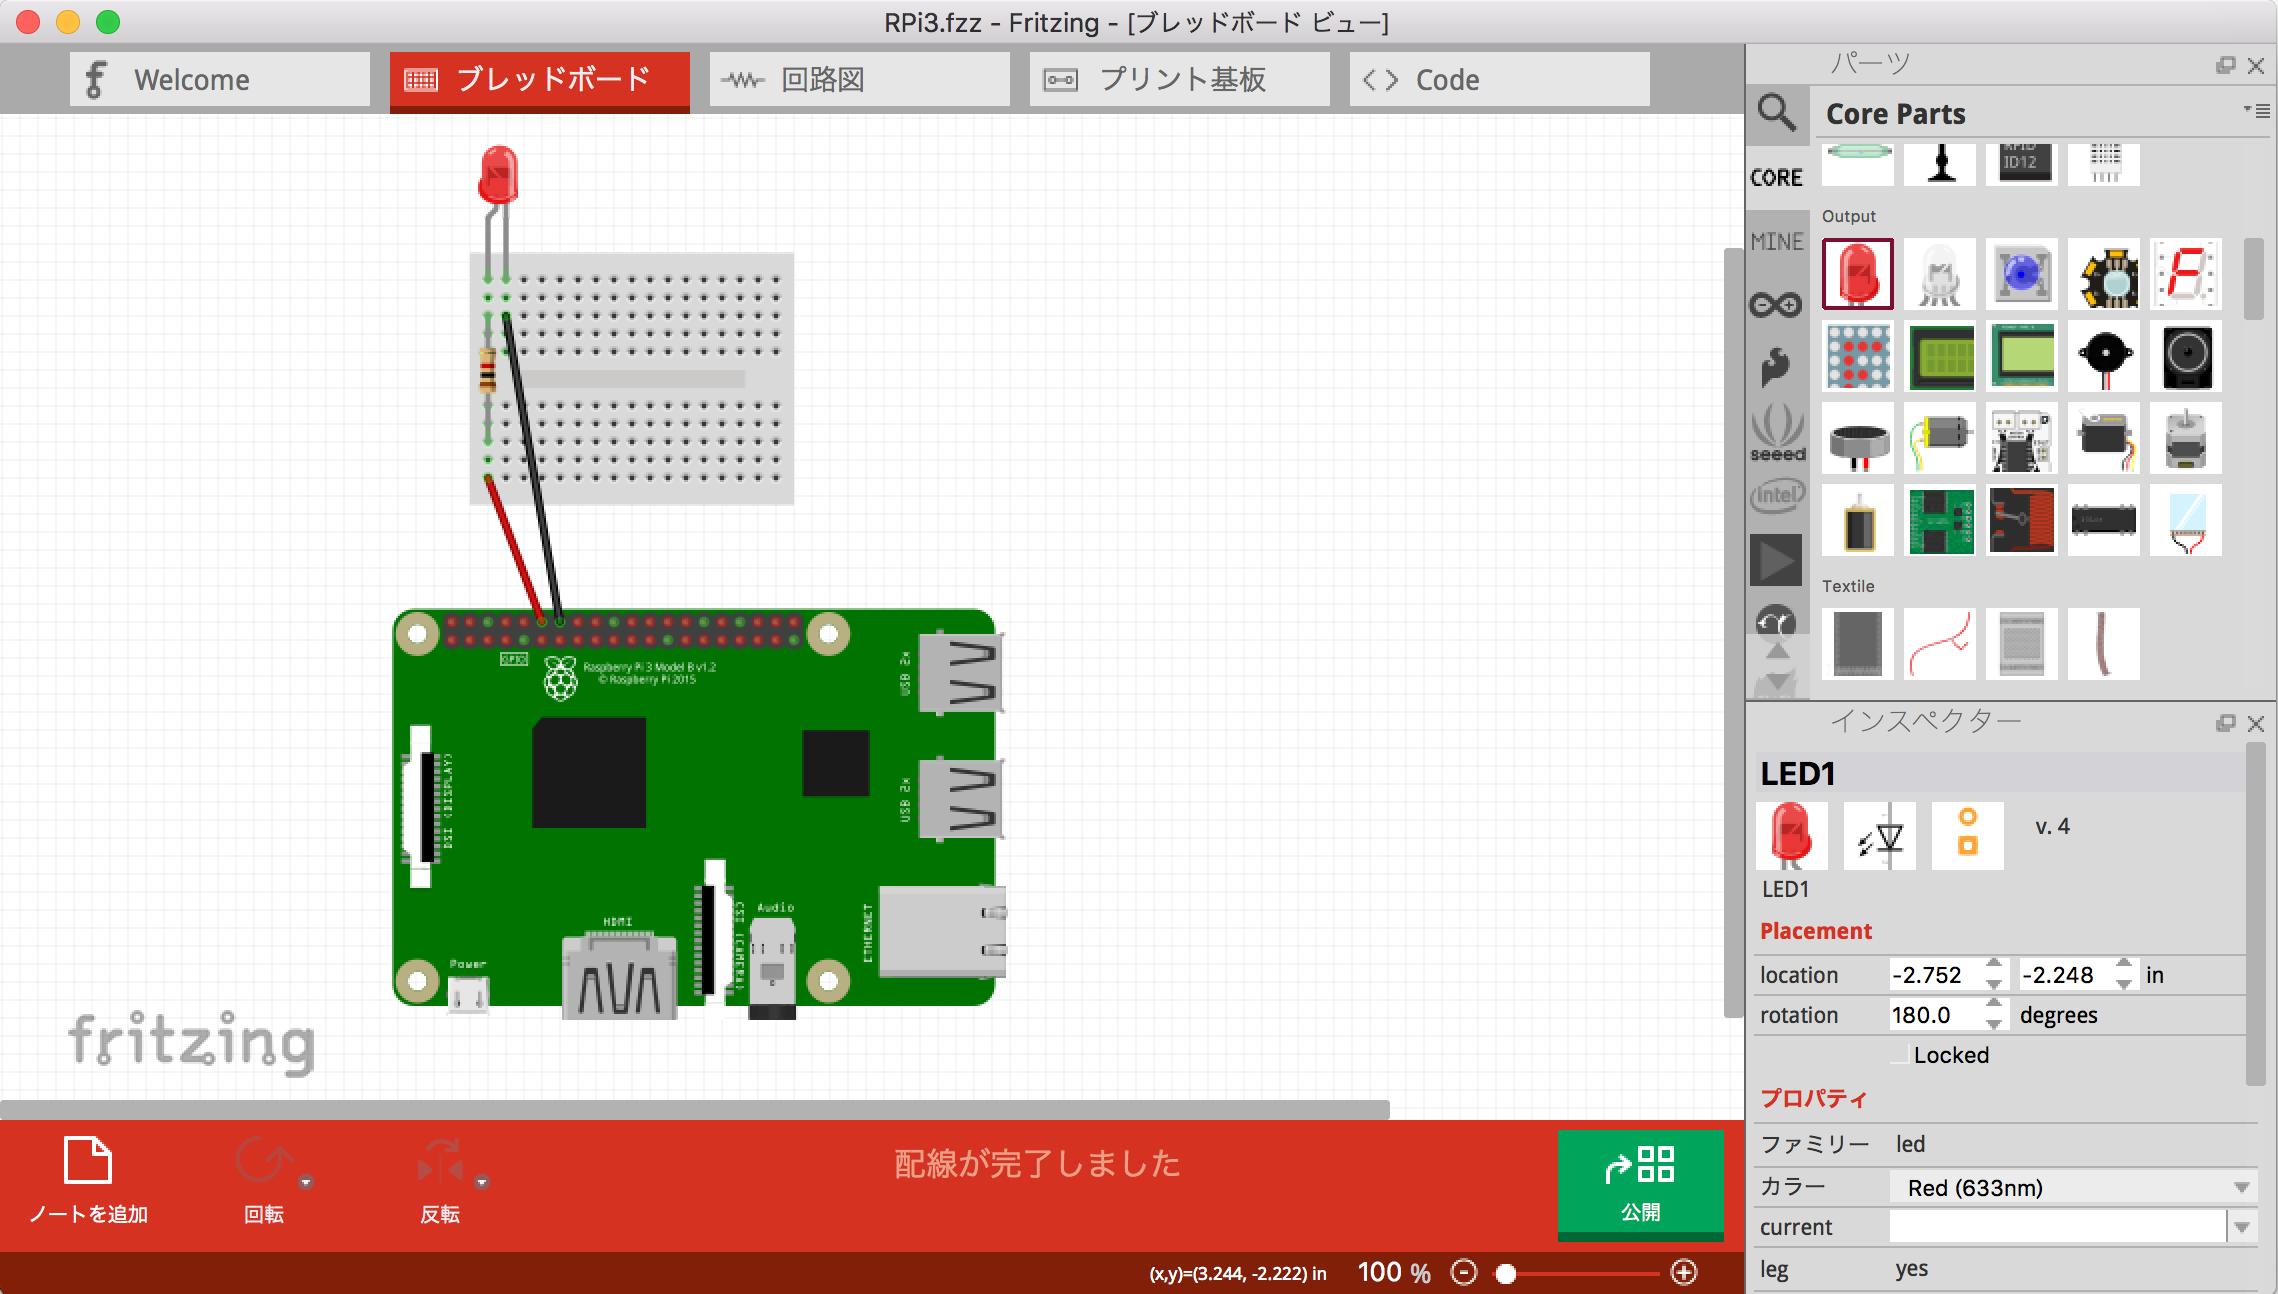 RPi3.fzz - Fritzing - [ブレッドボード ビュー]
Welcome
ブレッドボード
回路図
プリント基板
Code
パーツ
Core Parts
CORE
MINE
seeed
intel
RFID
ID12
Output
Textile
GPIO
Raspberry Pi 3 Model B v1.2
© Raspberry Pi 2015
USB 2x
USB 2x
DSI (DISPLAY)
CSI (CAMERA)
Audio
ETHERNET
HDMI
Power
fritzing
インスペクター
LED1
v. 4
LED1
Placement
location -2.752 -2.248 in
rotation 180.0 degrees
Locked
プロパティ
ファミリー led
カラー Red (633nm)
current
leg yes
ノートを追加
回転
反転
配線が完了しました
公開
(x,y)=(3.244, -2.222) in 100 %